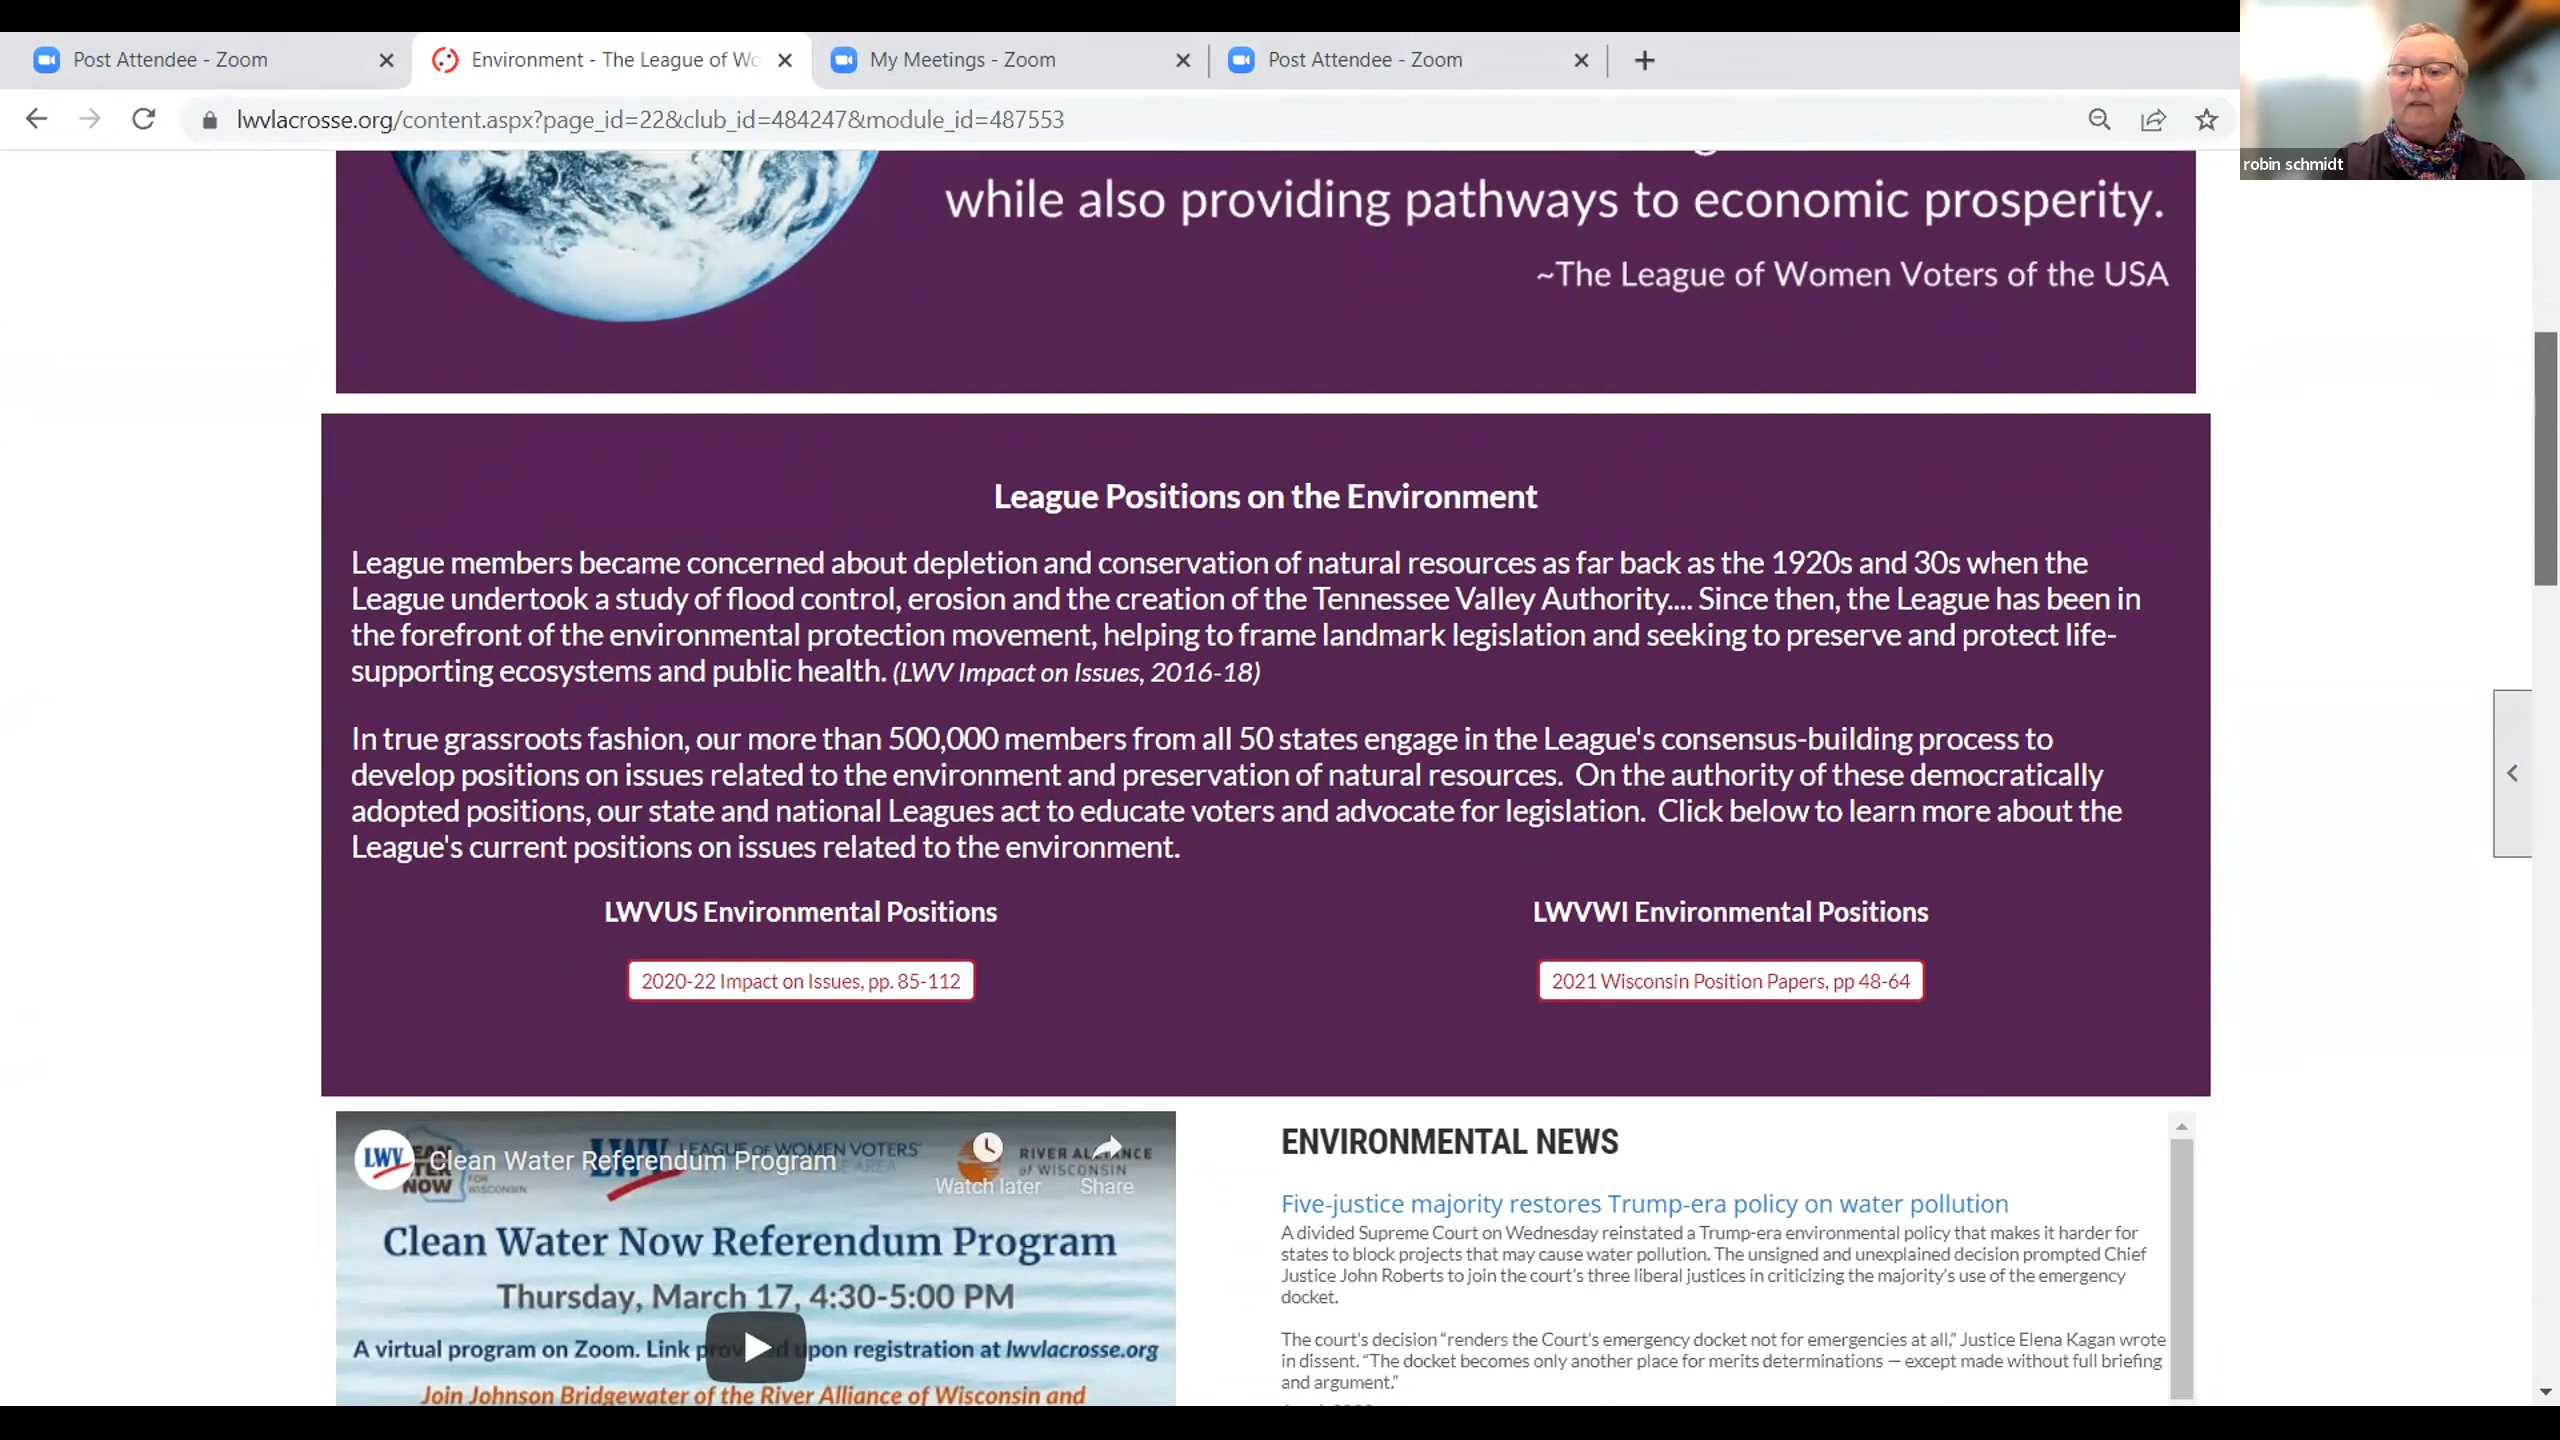 Post Attendee - Zoom
Environment - The League of Wo
My Meetings - Zoom
Post Attendee - Zoom
lwvlacrosse.org/content.aspx?page_id=22&club_id=484247&module_id=487553
robin schmidt
while also providing pathways to economic prosperity.
~The League of Women Voters of the USA
League Positions on the Environment
League members became concerned about depletion and conservation of natural resources as far back as the 1920s and 30s when the
League undertook a study of flood control, erosion and the creation of the Tennessee Valley Authority.... Since then, the League has been in
the forefront of the environmental protection movement, helping to frame landmark legislation and seeking to preserve and protect life-
supporting ecosystems and public health. (LWV Impact on Issues, 2016-18)
In true grassroots fashion, our more than 500,000 members from all 50 states engage in the League's consensus-building process to
develop positions on issues related to the environment and preservation of natural resources.  On the authority of these democratically
adopted positions, our state and national Leagues act to educate voters and advocate for legislation.  Click below to learn more about the
League's current positions on issues related to the environment.
LWVUS Environmental Positions
LWVWI Environmental Positions
2020-22 Impact on Issues, pp. 85-112
2021 Wisconsin Position Papers, pp 48-64
LWV
Clean Water Referendum Program
NOW
FOR
WISCONSIN
LWV
LEAGUE OF WOMEN VOTERS
AREA
RIVER ALLIANCE
of WISCONSIN
Watch later
Share
Clean Water Now Referendum Program
Thursday, March 17, 4:30-5:00 PM
A virtual program on Zoom. Link upon registration at lwvlacrosse.org
Join Johnson Bridgewater of the River Alliance of Wisconsin and
ENVIRONMENTAL NEWS
Five-justice majority restores Trump-era policy on water pollution
A divided Supreme Court on Wednesday reinstated a Trump-era environmental policy that makes it harder for
states to block projects that may cause water pollution. The unsigned and unexplained decision prompted Chief
Justice John Roberts to join the court's three liberal justices in criticizing the majority's use of the emergency
docket.
The court's decision “renders the Court's emergency docket not for emergencies at all,” Justice Elena Kagan wrote
in dissent. “The docket becomes only another place for merits determinations — except made without full briefing
and argument.”